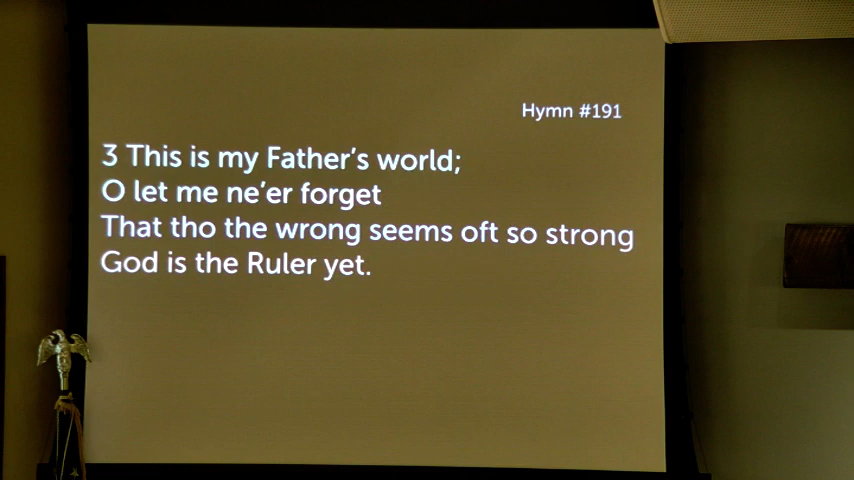 Hymn #191
3 This is my Father's world;
O let me ne'er forget
That tho the wrong seems oft so strong
God is the Ruler yet.